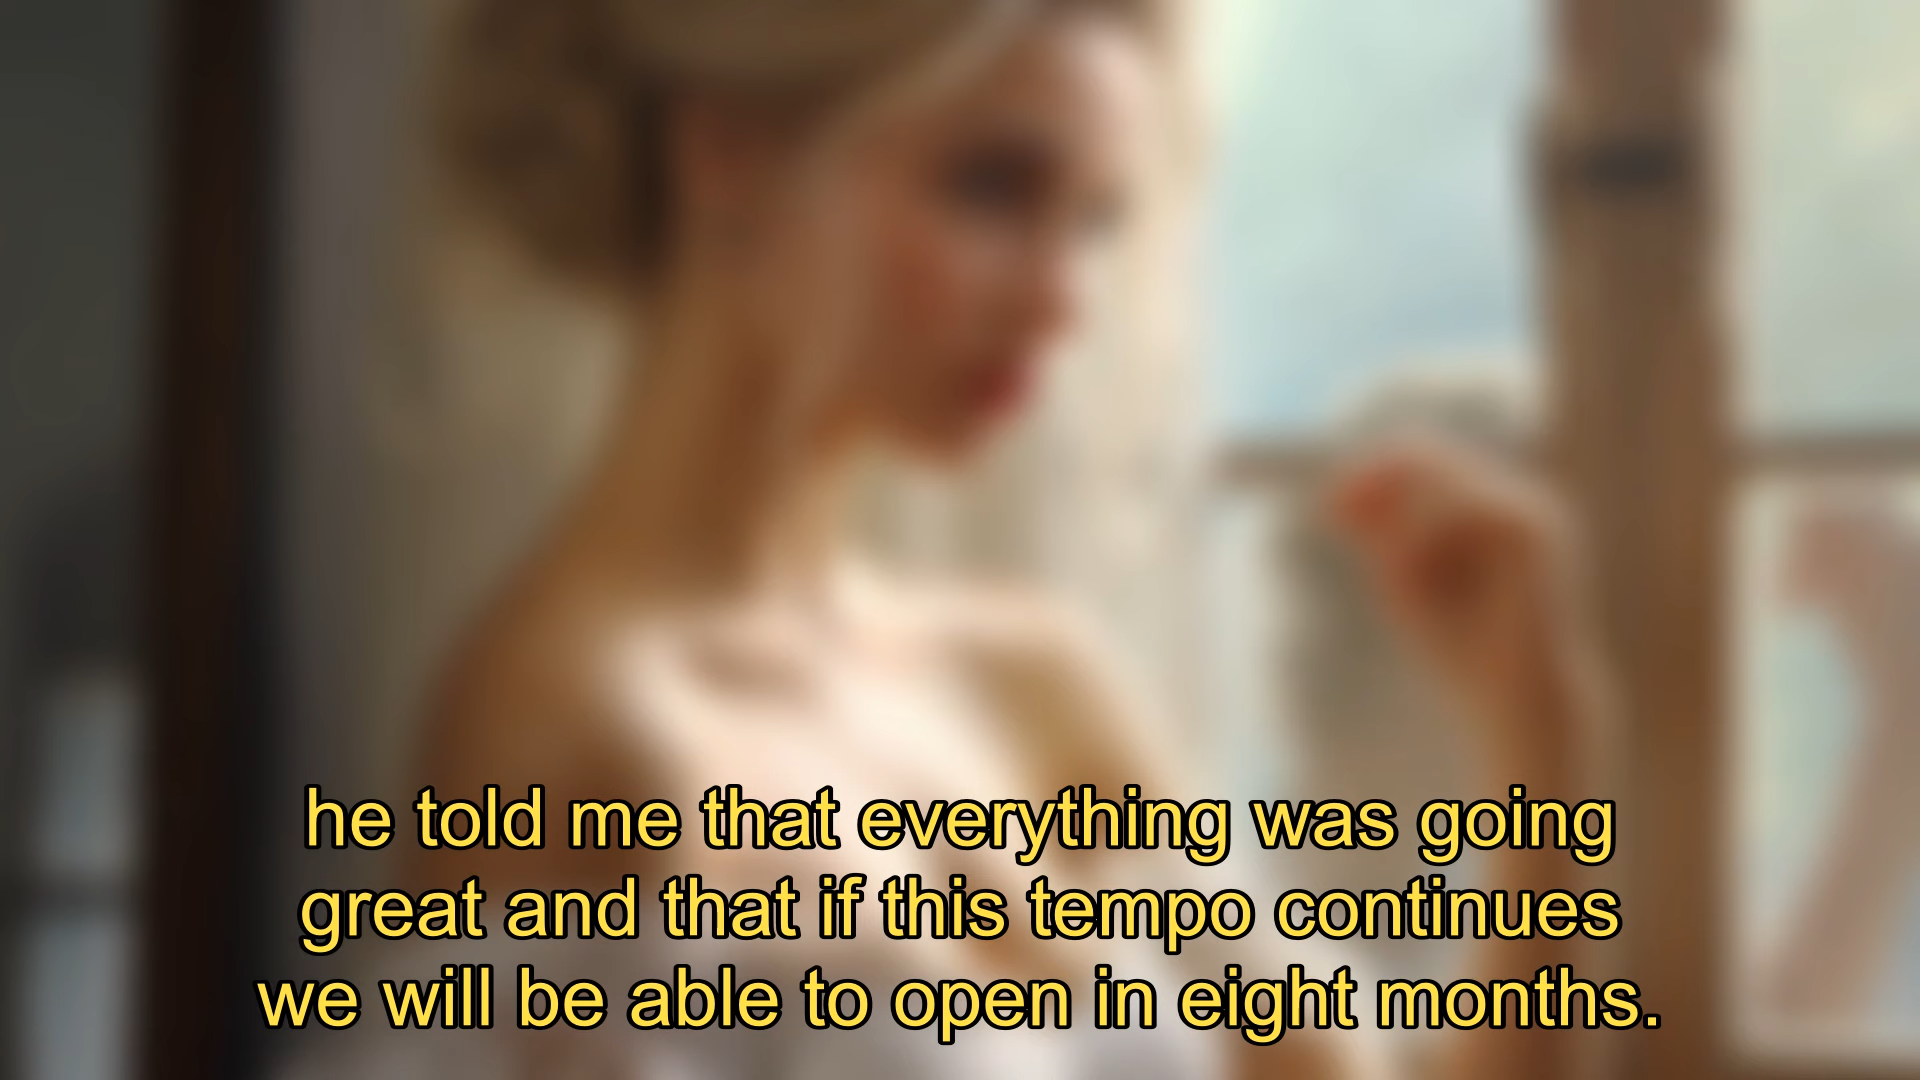 he told me that everything was going
great and that if this tempo continues
we will be able to open in eight months.